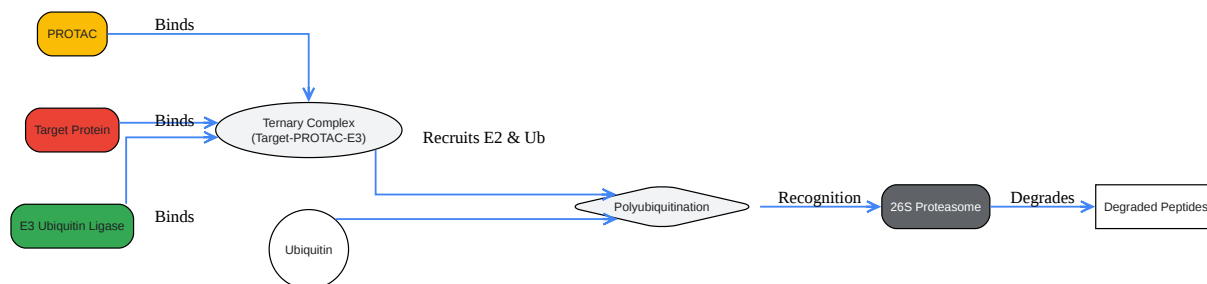 PROTAC
Binds
Target Protein
Binds
Ternary Complex
(Target-PROTAC-E3)
Recruits E2 & Ub
E3 Ubiquitin Ligase
Binds
Ubiquitin
Polyubiquitination
Recognition
26S Proteasome
Degrades
Degraded Peptides